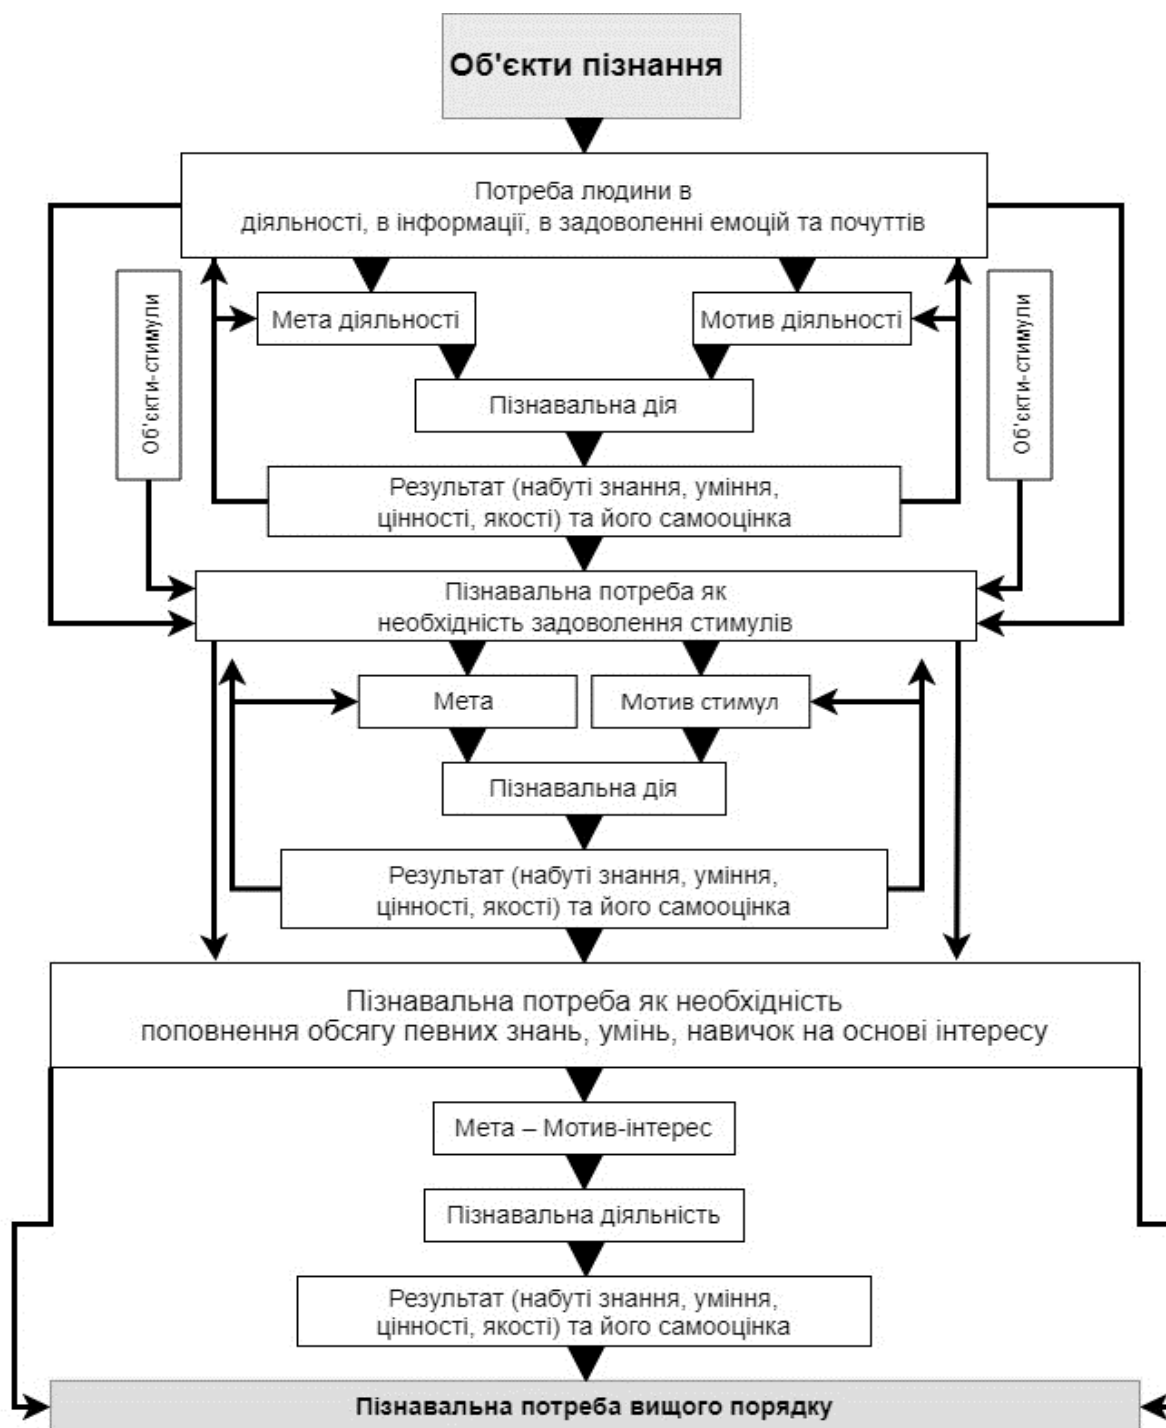 Об'єкти пізнання
Потреба людини в
діяльності, в інформації, в задоволенні емоцій та почуттів
Об'єкти-стимули
Мета діяльності
Мотив діяльності
Об'єкти-стимули
Пізнавальна дія
Результат (набуті знання, уміння,
цінності, якості) та його самооцінка
Пізнавальна потреба як
необхідність задоволення стимулів
Мета
Мотив стимул
Пізнавальна дія
Результат (набуті знання, уміння,
цінності, якості) та його самооцінка
Пізнавальна потреба як необхідність
поповнення обсягу певних знань, умінь, навичок на основі інтересу
Мета – Мотив-інтерес
Пізнавальна діяльність
Результат (набуті знання, уміння,
цінності, якості) та його самооцінка
Пізнавальна потреба вищого порядку